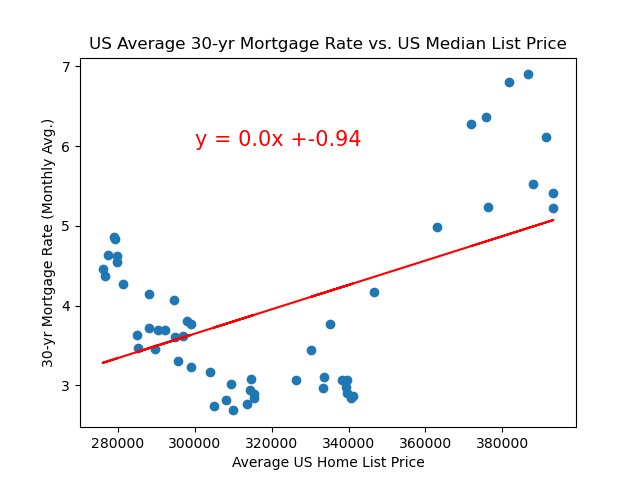 US Average 30-yr Mortgage Rate vs. US Median List Price
y = 0.0x +-0.94
30-yr Mortgage Rate (Monthly Avg.)
7
6
5
4
3
280000 300000 320000 340000 360000 380000
Average US Home List Price